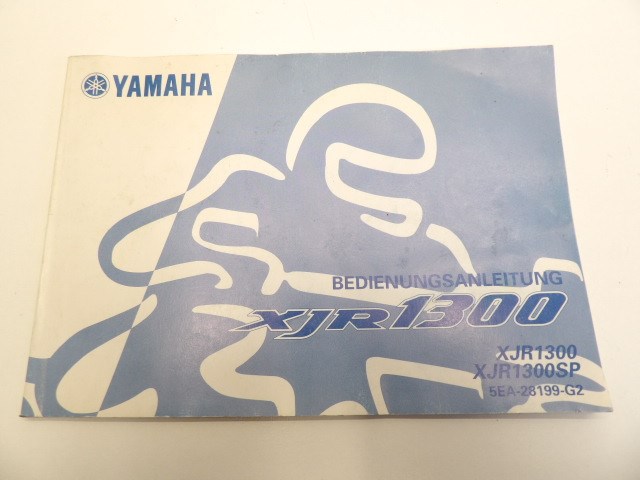 YAMAHA
BEDIENUNGSANLEITUNG
XJR1300
XJR1300
XJR1300SP
5EA-28199-G2